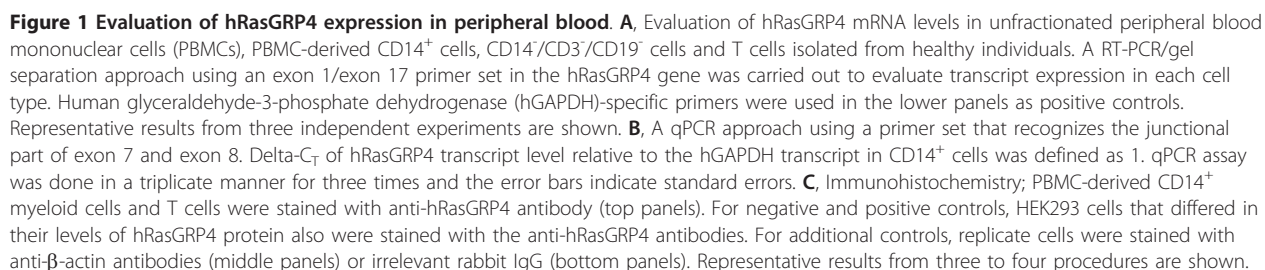 Figure 1 Evaluation of hRasGRP4 expression in peripheral blood. A, Evaluation of hRasGRP4 mRNA levels in unfractionated peripheral blood
mononuclear cells (PBMCs), PBMC-derived CD14⁺ cells, CD14⁻/CD3⁻/CD19⁻ cells and T cells isolated from healthy individuals. A RT-PCR/gel
separation approach using an exon 1/exon 17 primer set in the hRasGRP4 gene was carried out to evaluate transcript expression in each cell
type. Human glyceraldehyde-3-phosphate dehydrogenase (hGAPDH)-specific primers were used in the lower panels as positive controls.
Representative results from three independent experiments are shown. B, A qPCR approach using a primer set that recognizes the junctional
part of exon 7 and exon 8. Delta-C_T of hRasGRP4 transcript level relative to the hGAPDH transcript in CD14⁺ cells was defined as 1. qPCR assay
was done in a triplicate manner for three times and the error bars indicate standard errors. C, Immunohistochemistry; PBMC-derived CD14⁺
myeloid cells and T cells were stained with anti-hRasGRP4 antibody (top panels). For negative and positive controls, HEK293 cells that differed in
their levels of hRasGRP4 protein also were stained with the anti-hRasGRP4 antibodies. For additional controls, replicate cells were stained with
anti-β-actin antibodies (middle panels) or irrelevant rabbit IgG (bottom panels). Representative results from three to four procedures are shown.